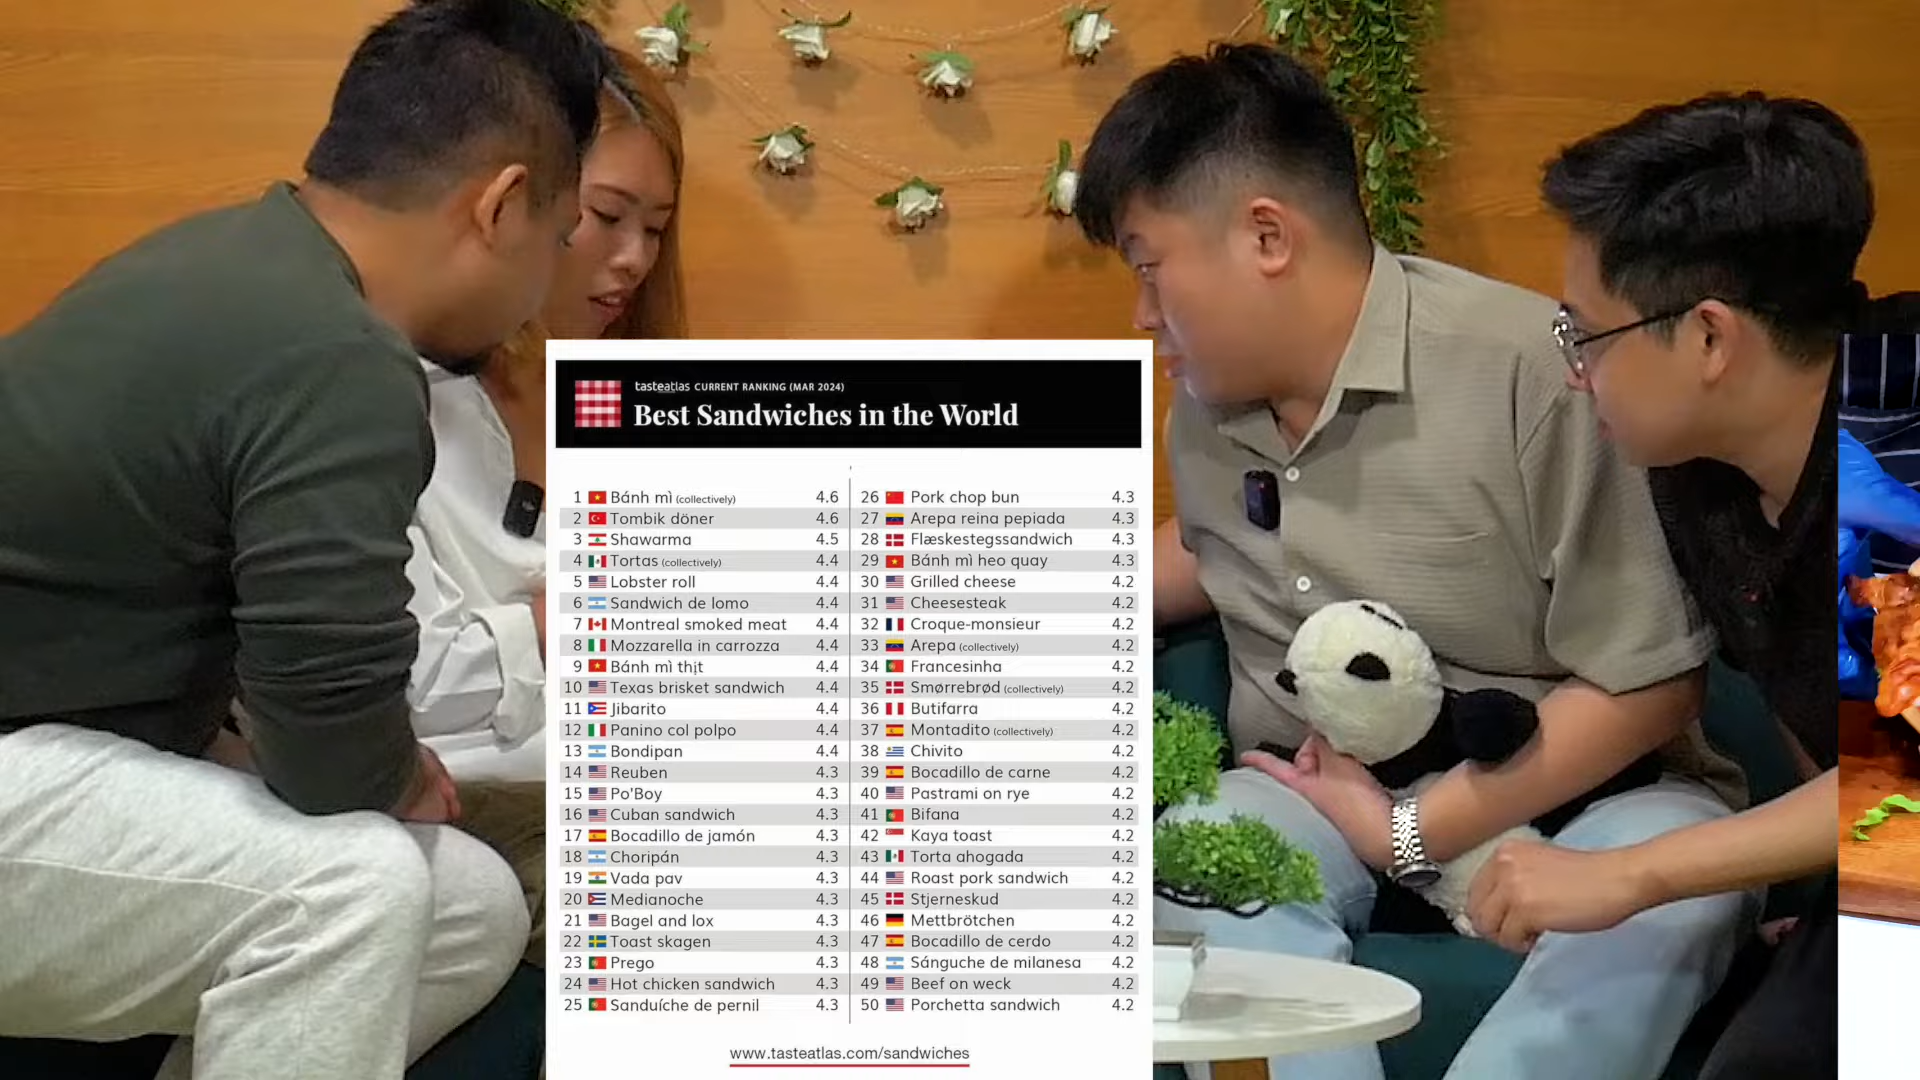 tasteatlas CURRENT RANKING (MAR 2024)
Best Sandwiches in the World
1 Bánh mì (collectively) 4.6
2 Tombik döner 4.6
3 Shawarma 4.5
4 Tortas (collectively) 4.4
5 Lobster roll 4.4
6 Sandwich de lomo 4.4
7 Montreal smoked meat 4.4
8 Mozzarella in carrozza 4.4
9 Bánh mì thịt 4.4
10 Texas brisket sandwich 4.4
11 Jibarito 4.4
12 Panino col polpo 4.4
13 Bondipan 4.4
14 Reuben 4.3
15 Po'Boy 4.3
16 Cuban sandwich 4.3
17 Bocadillo de jamón 4.3
18 Choripán 4.3
19 Vada pav 4.3
20 Medianoche 4.3
21 Bagel and lox 4.3
22 Toast skagen 4.3
23 Prego 4.3
24 Hot chicken sandwich 4.3
25 Sanduíche de pernil 4.3
26 Pork chop bun 4.3
27 Arepa reina pepiada 4.3
28 Flæskestegssandwich 4.3
29 Bánh mì heo quay 4.3
30 Grilled cheese 4.2
31 Cheesesteak 4.2
32 Croque-monsieur 4.2
33 Arepa (collectively) 4.2
34 Francesinha 4.2
35 Smørrebrød (collectively) 4.2
36 Butifarra 4.2
37 Montadito (collectively) 4.2
38 Chivito 4.2
39 Bocadillo de carne 4.2
40 Pastrami on rye 4.2
41 Bifana 4.2
42 Kaya toast 4.2
43 Torta ahogada 4.2
44 Roast pork sandwich 4.2
45 Stjerneskud 4.2
46 Mettbrötchen 4.2
47 Bocadillo de cerdo 4.2
48 Sánguche de milanesa 4.2
49 Beef on weck 4.2
50 Porchetta sandwich 4.2
www.tasteatlas.com/sandwiches